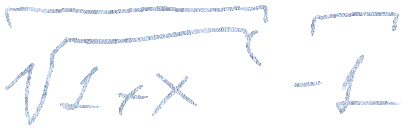 √1+x - 1